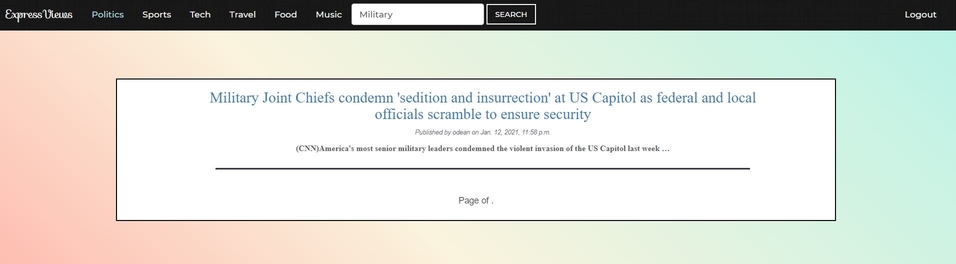 Express Views Politics Sports Tech Travel Food Music Military SEARCH Logout
Military Joint Chiefs condemn 'sedition and insurrection' at US Capitol as federal and local
officials scramble to ensure security
Published by odean on Jan. 12, 2021, 11:58 p.m.
(CNN)America's most senior military leaders condemned the violent invasion of the US Capitol last week …
Page of .